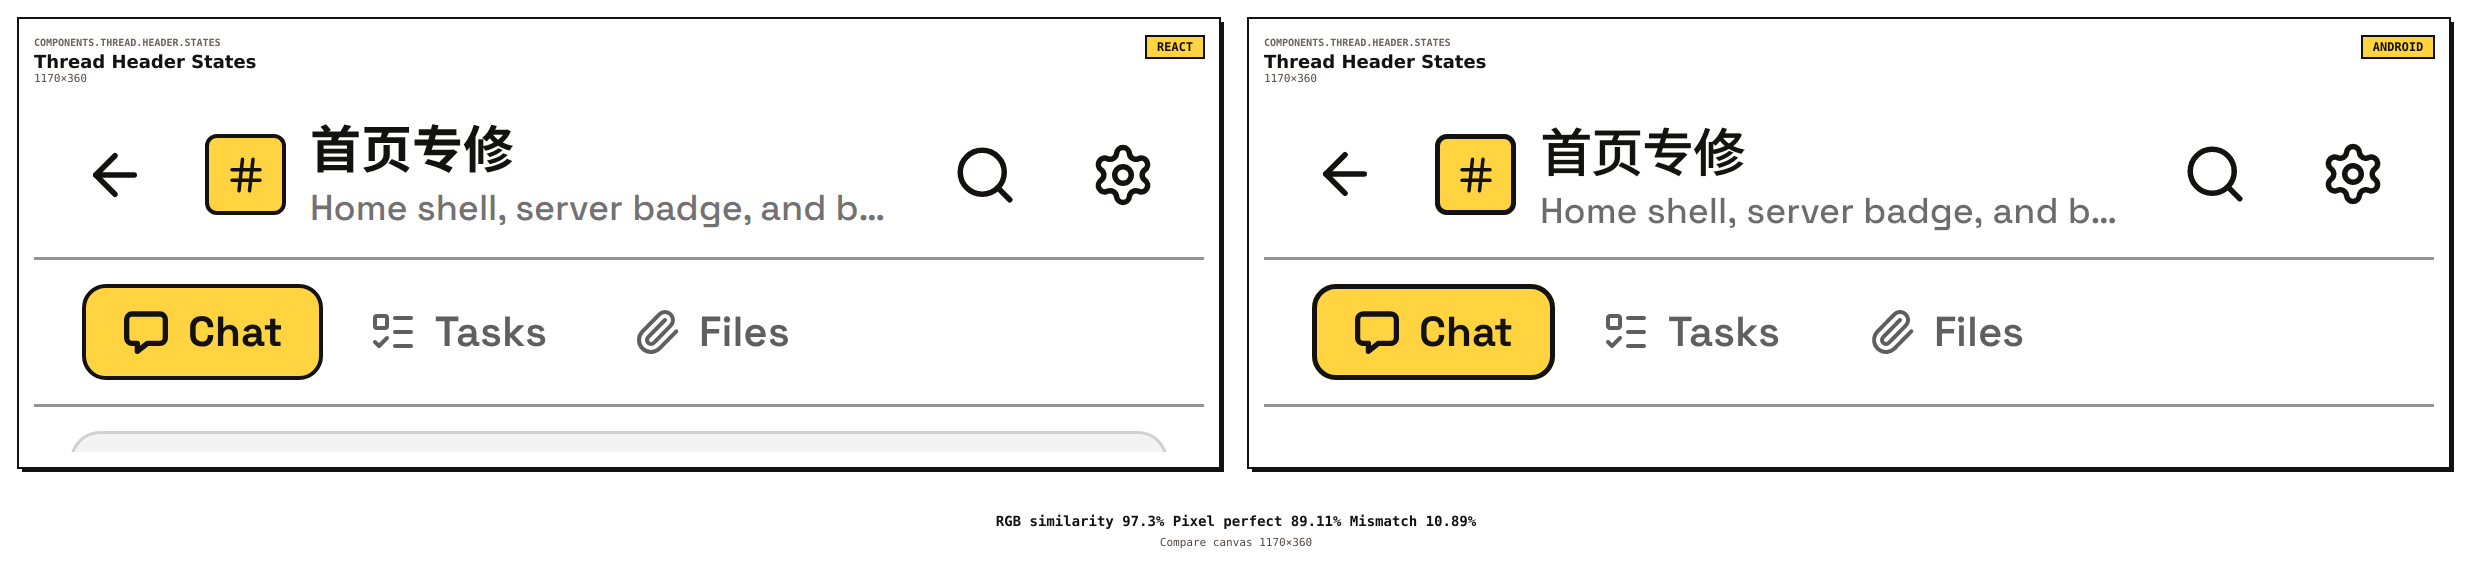 COMPONENTS.THREAD.HEADER.STATES
Thread Header States
1170×360
REACT
首页专修
Home shell, server badge, and b...
Chat Tasks Files
COMPONENTS.THREAD.HEADER.STATES
Thread Header States
1170×360
ANDROID
首页专修
Home shell, server badge, and b...
Chat Tasks Files
RGB similarity 97.3% Pixel perfect 89.11% Mismatch 10.89%
Compare canvas 1170×360